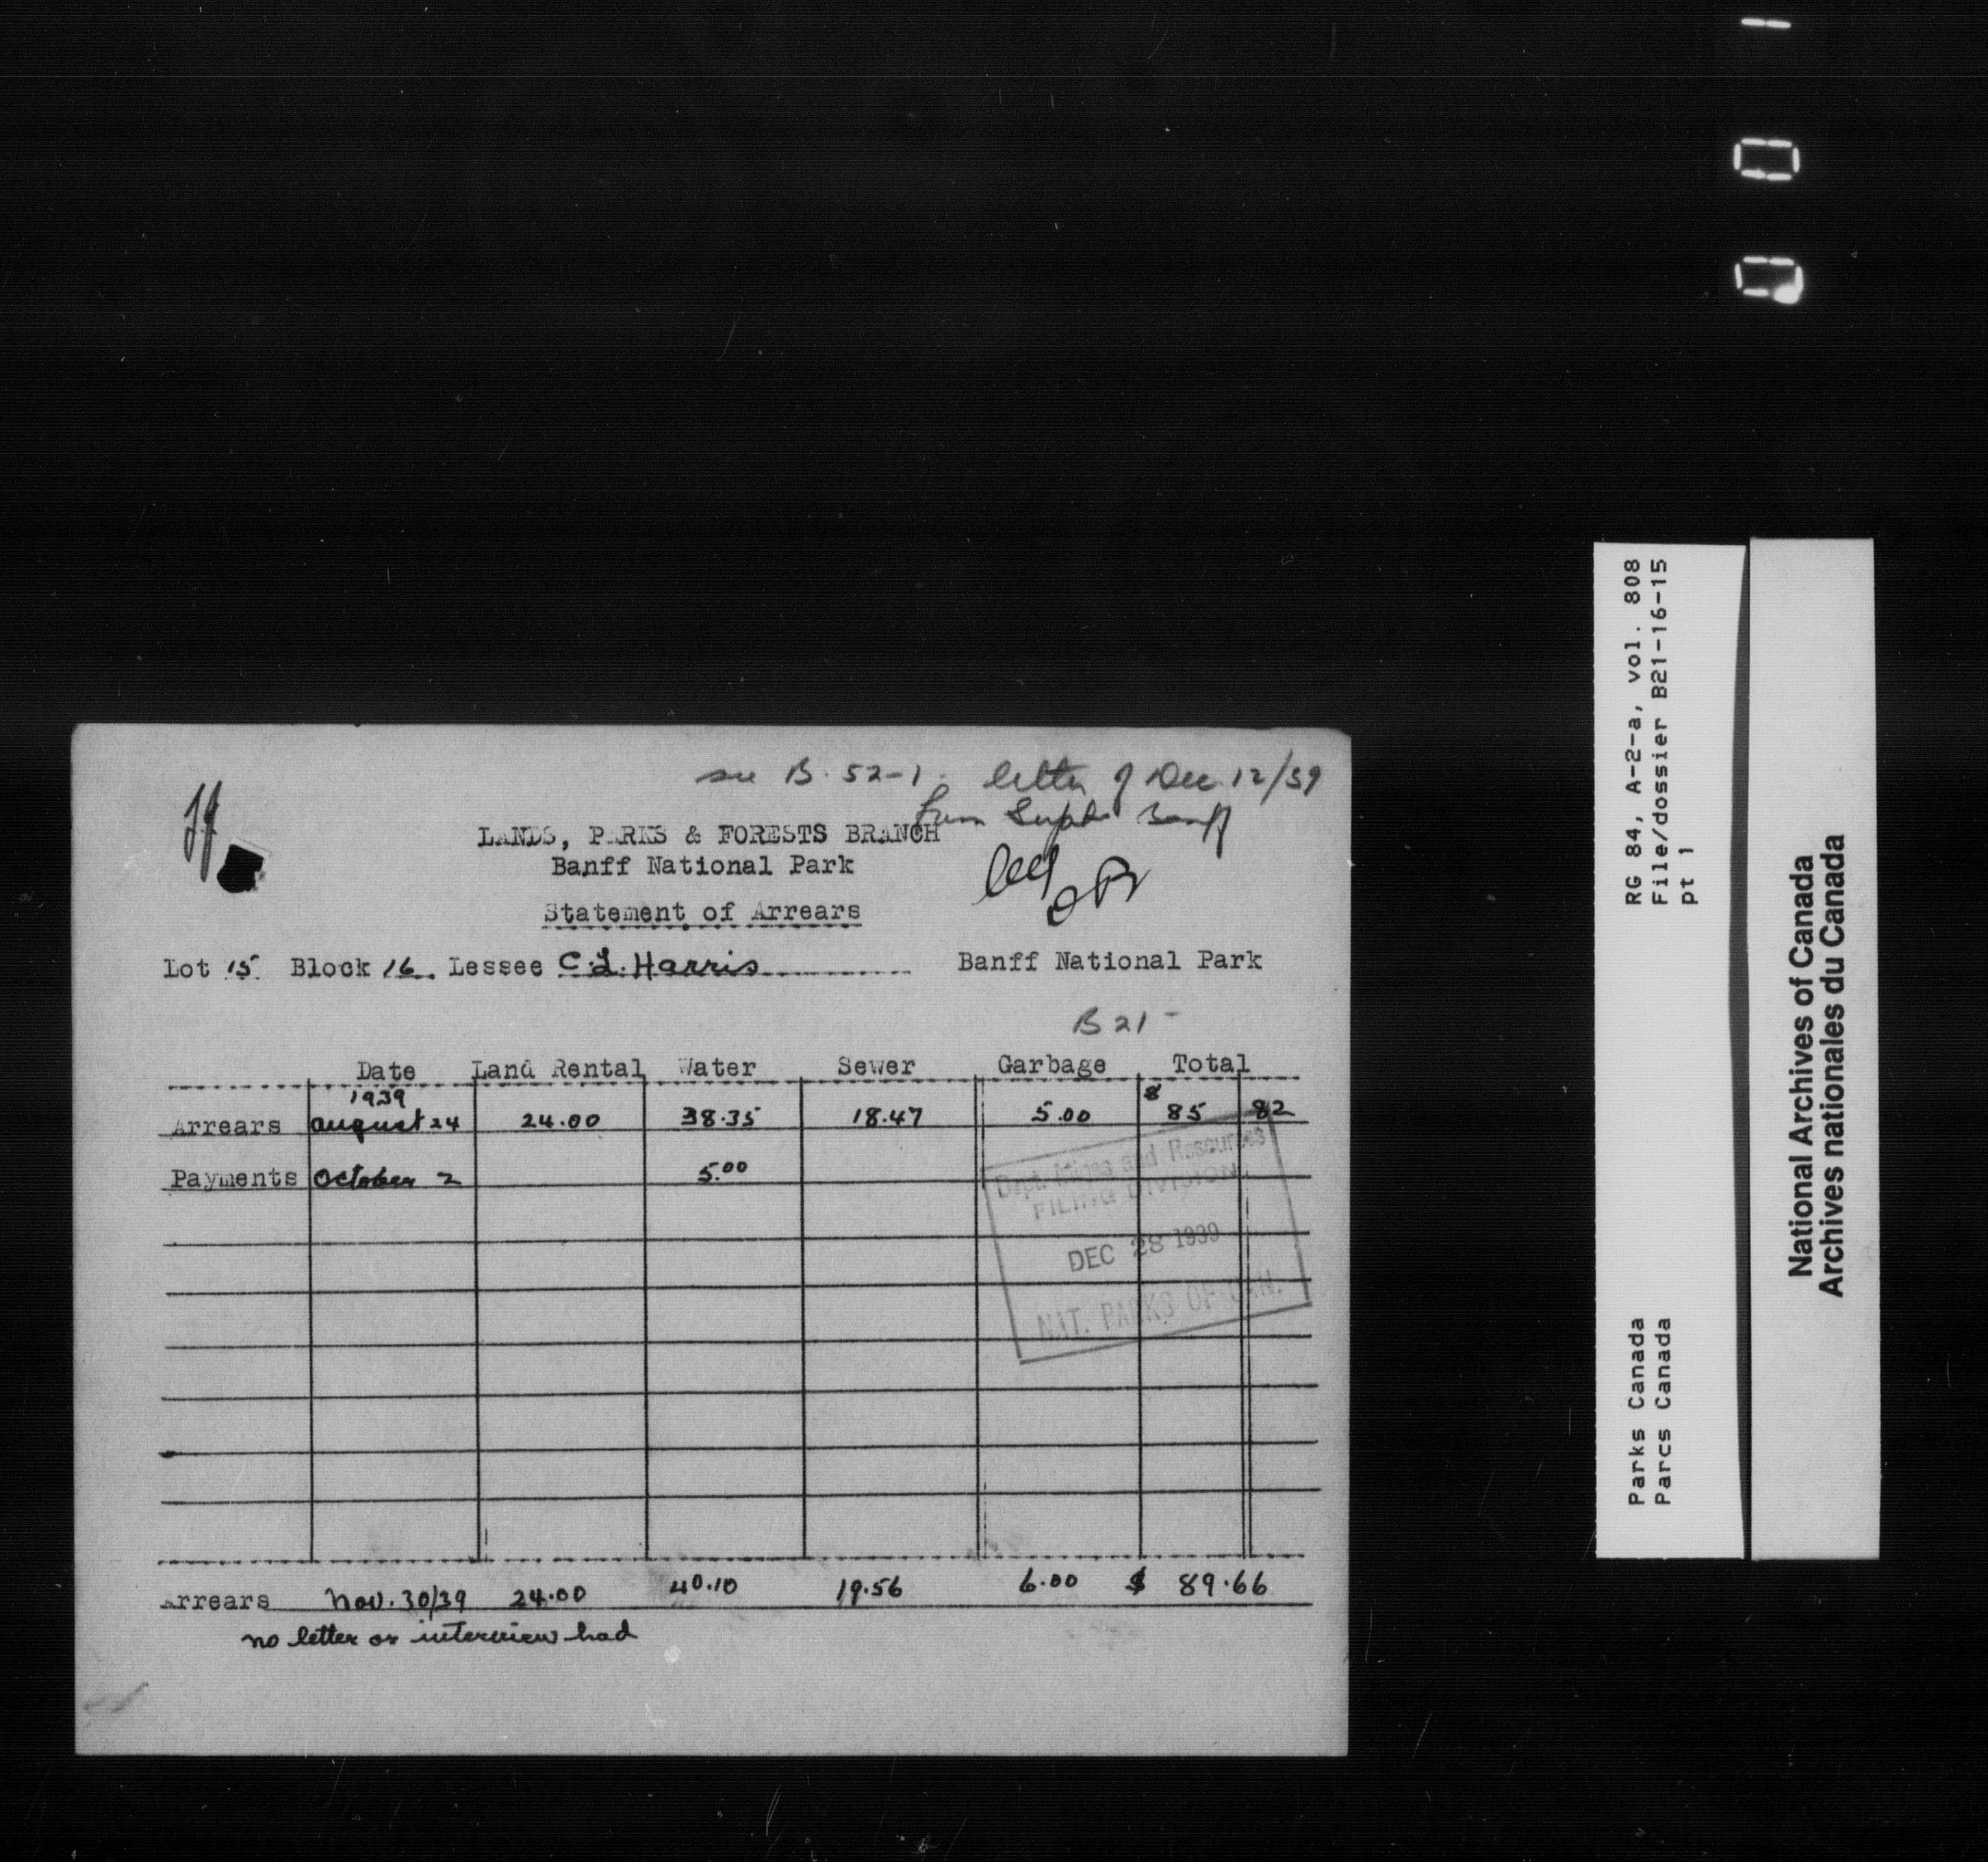 see B. 52-1. letter of Dec 12/39
from Supt. Banff
LANDS, PARKS & FORESTS BRANCH
Banff National Park
Statement of Arrears
Lot 15 Block 16 Lessee C.L. Harris Banff National Park
B 21 -
Date Land Rental Water Sewer Garbage Total
1939
Arrears August 24 24.00 38.35 18.47 5.00 $ 85 82
Payments October 2 5.00
Dept. Mines and Resources
FILING DIVISION
DEC 28 1939
NAT. PARKS OF CAN.
Arrears Nov. 30/39 24.00 40.10 19.56 6.00 $ 89.66
no letter or interview had
RG 84, A-2-a, vol. 808
File/dossier B21-16-15
pt 1
Parks Canada
Parcs Canada
National Archives of Canada
Archives nationales du Canada